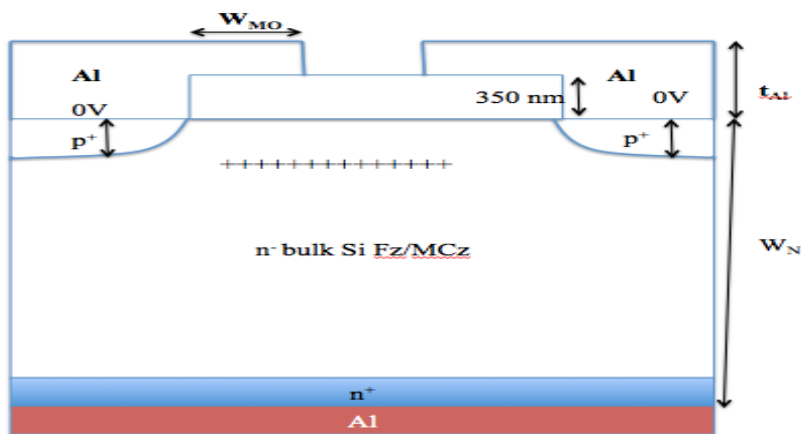 W_MO
Al
Al
350 nm
0V
0V
t_Al
p⁺
p⁺
+++++++++++++
n⁻ bulk Si Fz/MCz
W_N
n⁺
Al